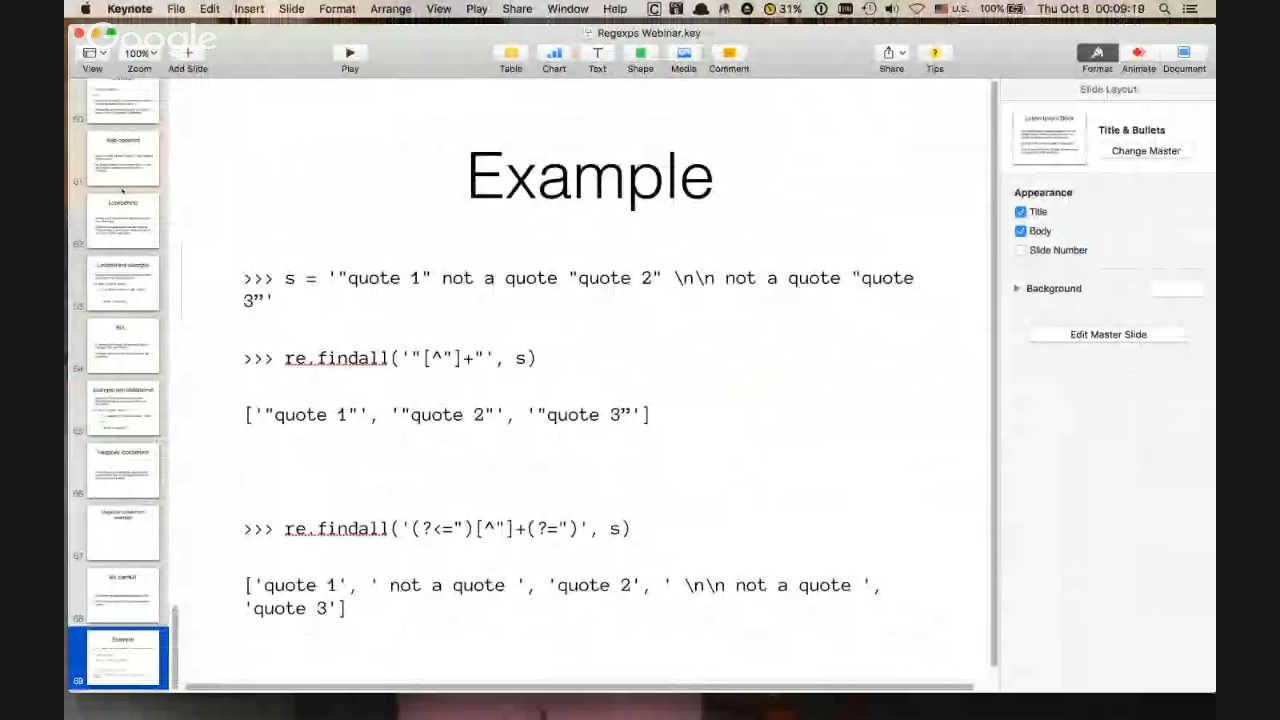 Keynote File Edit Insert Slide Format Arrange View Play Share Window Help 31% U.S. 100% Thu Oct 8 00:09:19
Google
Regexps Webinar.key
100%
View Zoom Add Slide Play Table Chart Text Shape Media Comment Share Tips Format Animate Document
Slide Layout
Title & Bullets
Change Master
Appearance
Title
Body
Slide Number
Background
Edit Master Slide
Example
>>> s = '"quote 1" not a quote "quote 2" \n\n not a quote "quote
3”'
>>> re.findall('"[^"]+"', s)
['"quote 1"', '"quote 2"', '"quote 3”']
>>> re.findall('(?<=")[^"]+(?=")', s)
['quote 1', ' not a quote ', 'quote 2', ' \n\n not a quote ',
'quote 3']
Example
69